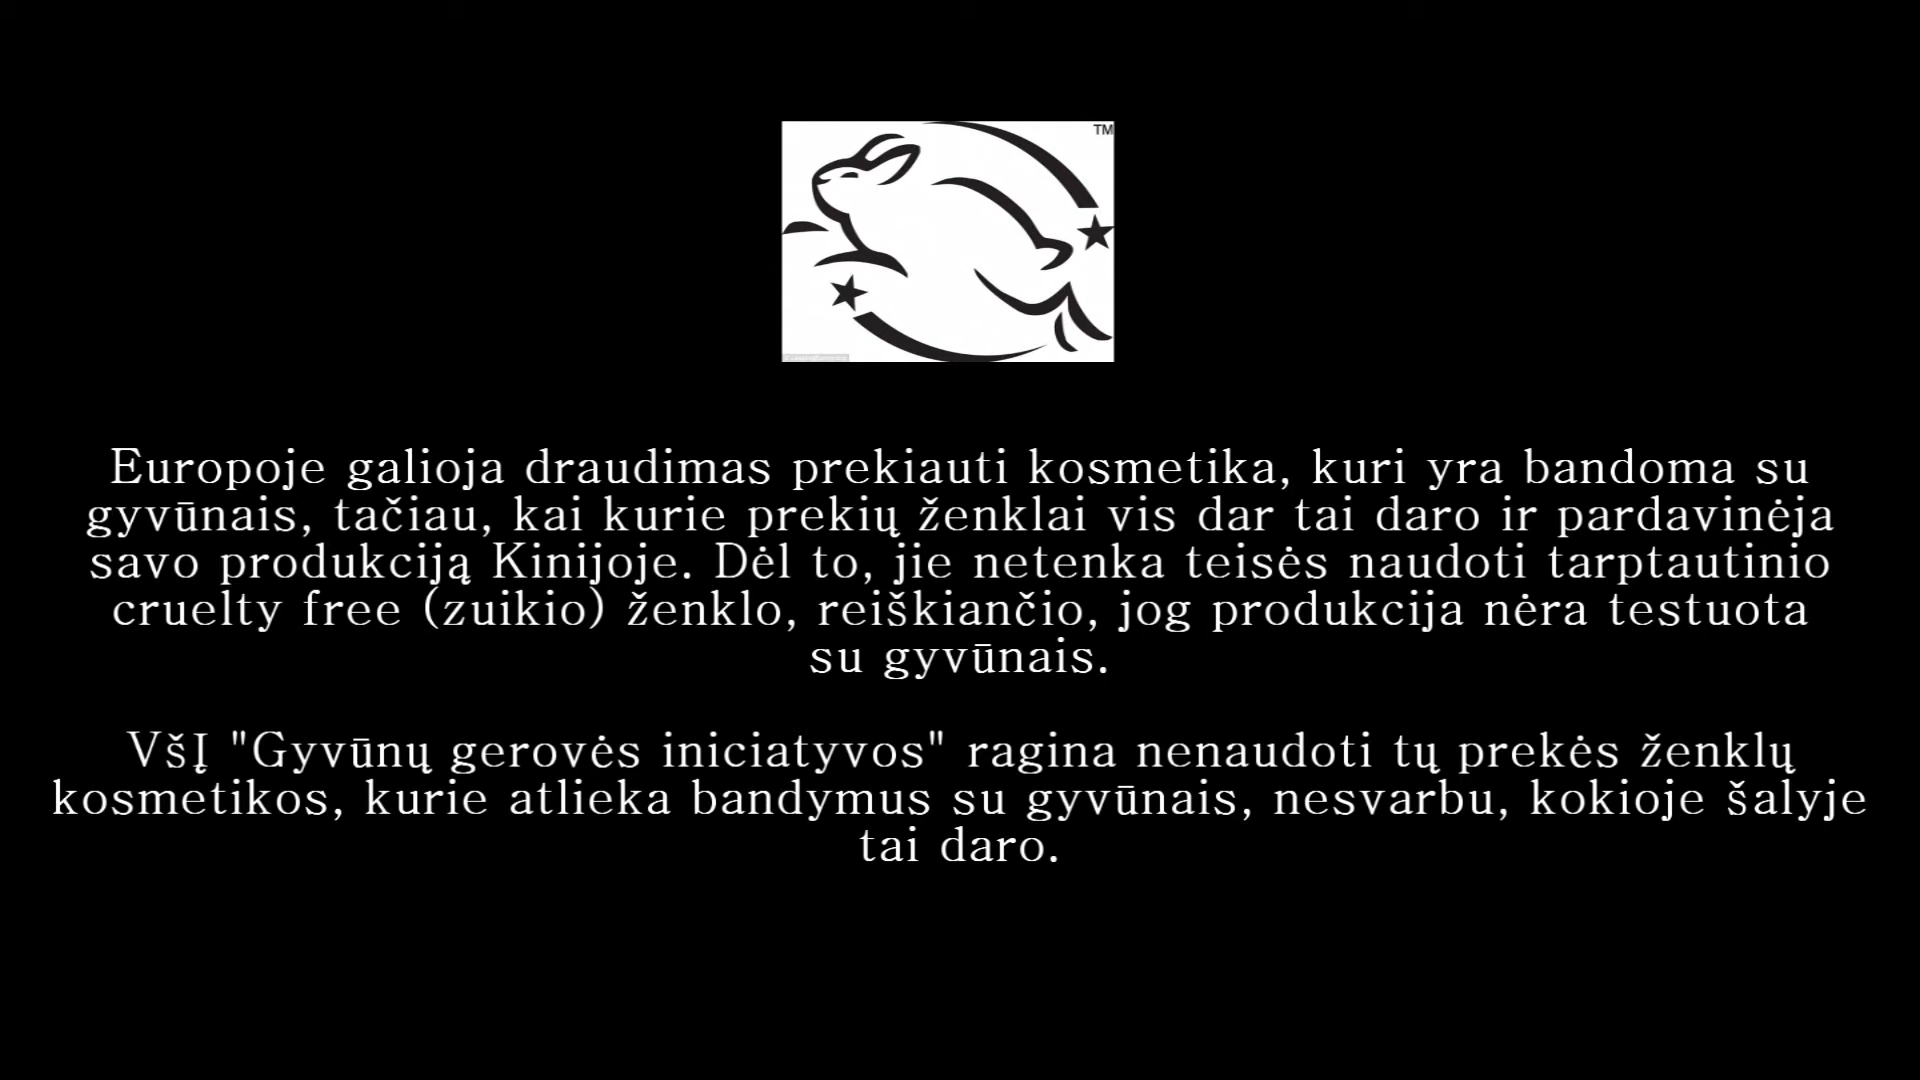 TM
Europoje galioja draudimas prekiauti kosmetika, kuri yra bandoma su
gyvūnais, tačiau, kai kurie prekių ženklai vis dar tai daro ir pardavinėja
savo produkciją Kinijoje. Dėl to, jie netenka teisės naudoti tarptautinio
cruelty free (zuikio) ženklo, reiškiančio, jog produkcija nėra testuota
su gyvūnais.
VšĮ "Gyvūnų gerovės iniciatyvos" ragina nenaudoti tų prekės ženklų
kosmetikos, kurie atlieka bandymus su gyvūnais, nesvarbu, kokioje šalyje
tai daro.